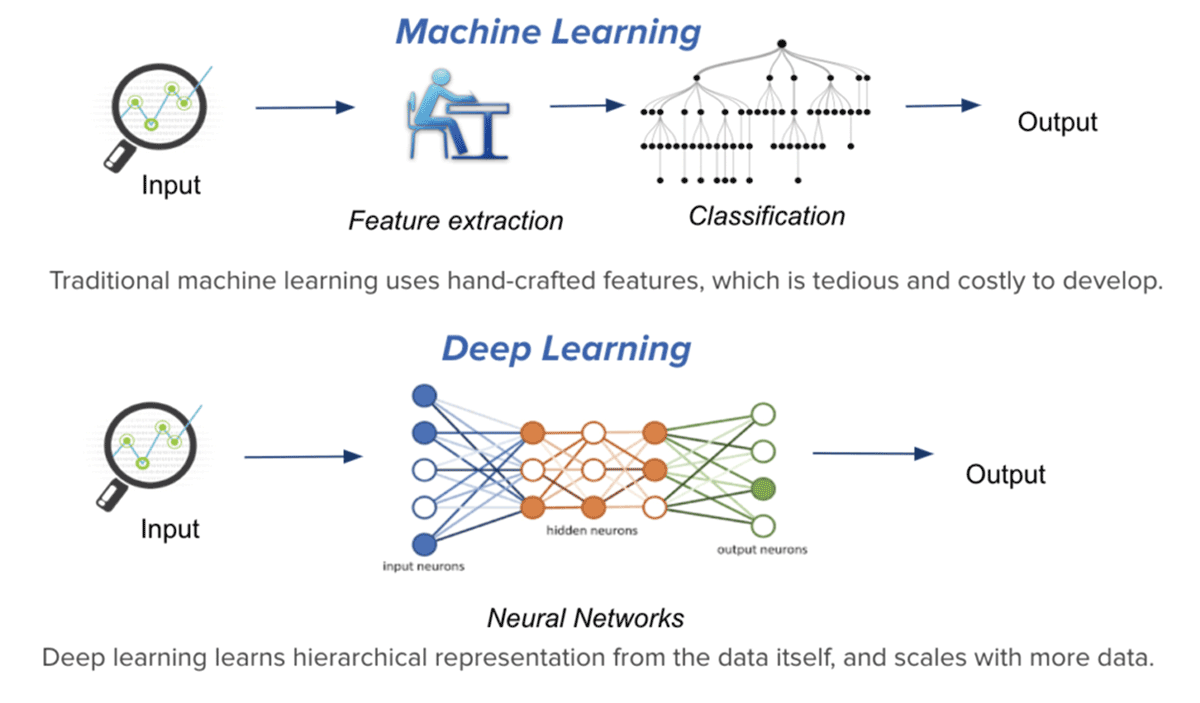 Machine Learning
Input
Feature extraction
Classification
Output
Traditional machine learning uses hand-crafted features, which is tedious and costly to develop.
Deep Learning
Input
input neurons
hidden neurons
output neurons
Output
Neural Networks
Deep learning learns hierarchical representation from the data itself, and scales with more data.